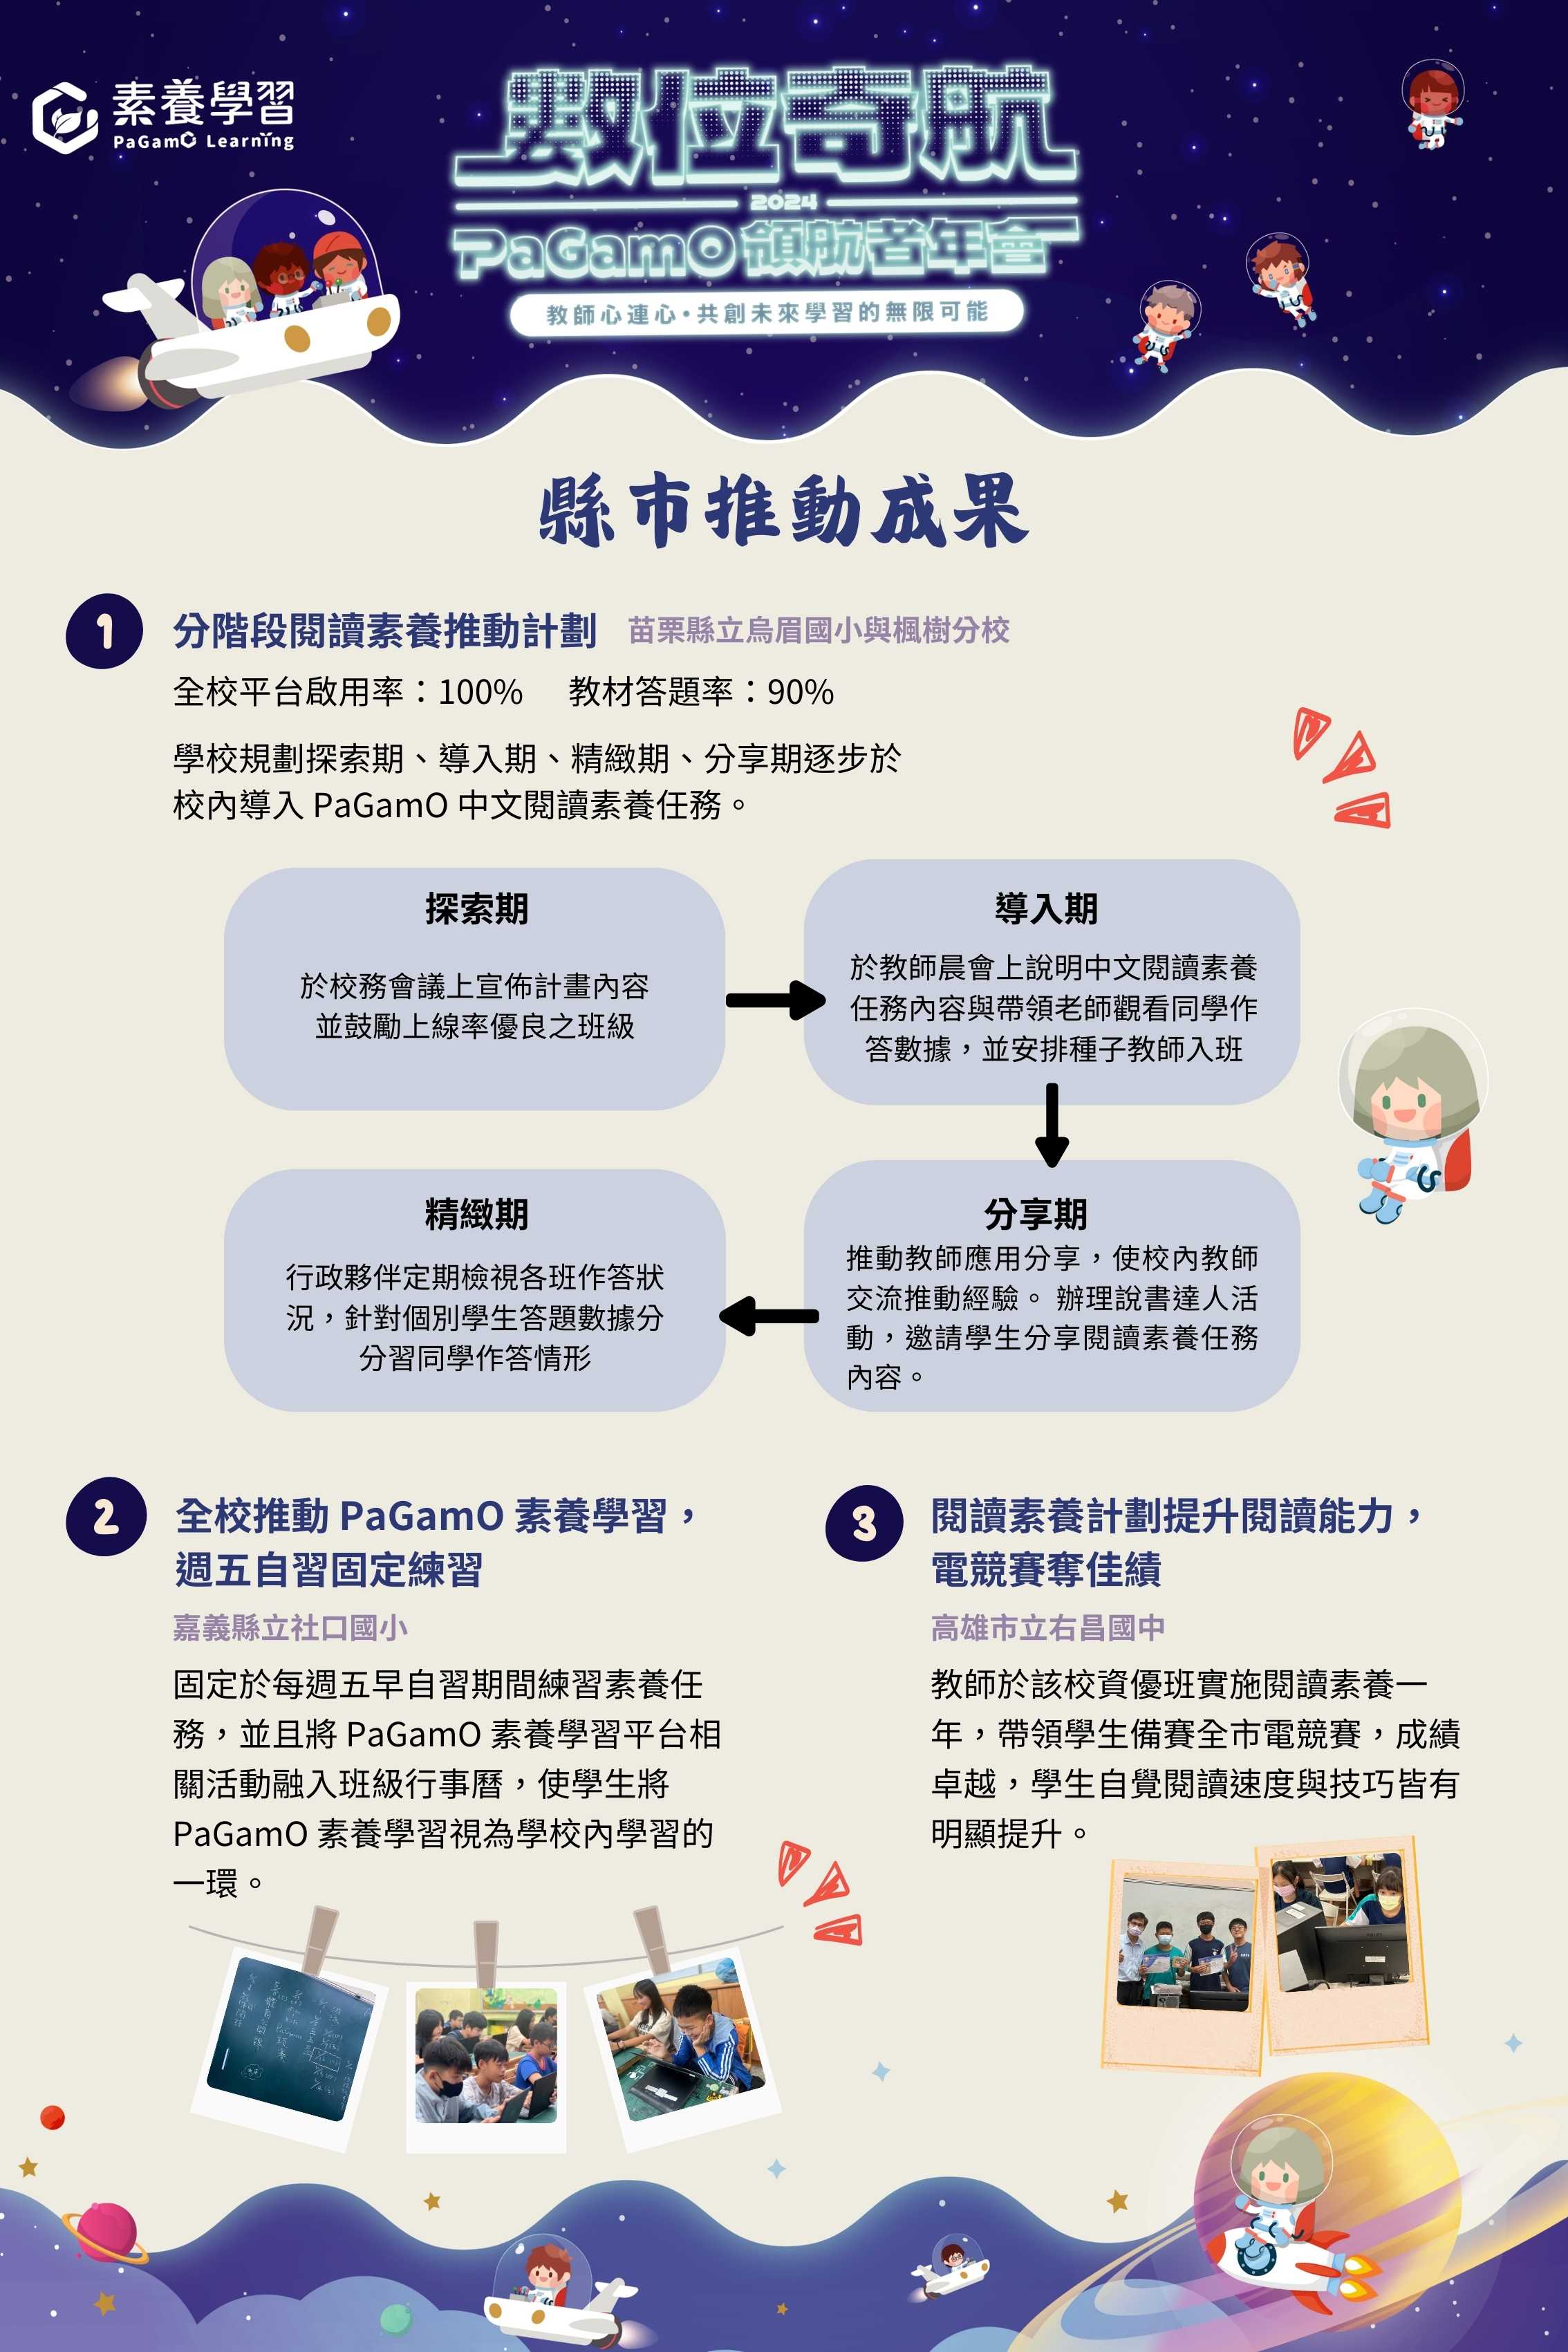 素養學習
PaGamO Learning
數位奇航
2024
PaGamO領航者年會
教師心連心•共創未來學習的無限可能
縣市推動成果
1
分階段閱讀素養推動計劃 苗栗縣立烏眉國小與楓樹分校
全校平台啟用率：100% 教材答題率：90%
學校規劃探索期、導入期、精緻期、分享期逐步於
校內導入 PaGamO 中文閱讀素養任務。
探索期
於校務會議上宣佈計畫內容
並鼓勵上線率優良之班級
導入期
於教師晨會上說明中文閱讀素養
任務內容與帶領老師觀看同學作
答數據，並安排種子教師入班
分享期
推動教師應用分享，使校內教師
交流推動經驗。 辦理說書達人活
動，邀請學生分享閱讀素養任務
內容。
精緻期
行政夥伴定期檢視各班作答狀
況，針對個別學生答題數據分
分習同學作答情形
2
全校推動 PaGamO 素養學習，
週五自習固定練習
嘉義縣立社口國小
固定於每週五早自習期間練習素養任
務，並且將 PaGamO 素養學習平台相
關活動融入班級行事曆，使學生將
PaGamO 素養學習視為學校內學習的
一環。
3
閱讀素養計劃提升閱讀能力，
電競賽奪佳績
高雄市立右昌國中
教師於該校資優班實施閱讀素養一
年，帶領學生備賽全市電競賽，成績
卓越，學生自覺閱讀速度與技巧皆有
明顯提升。